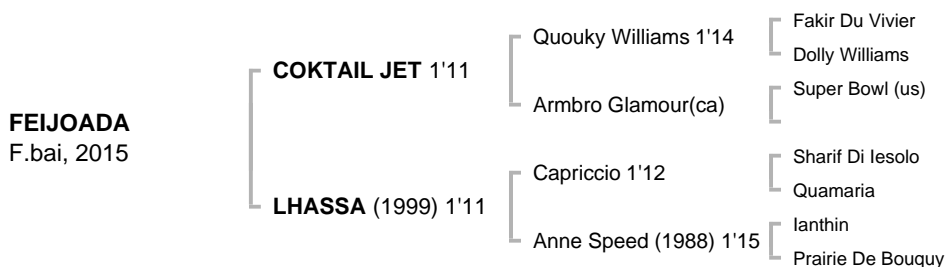 FEIJOADA
F.bai, 2015
COKTAIL JET 1'11
LHASSA (1999) 1'11
Quouky Williams 1'14
Armbro Glamour(ca)
Capriccio 1'12
Anne Speed (1988) 1'15
Fakir Du Vivier
Dolly Williams
Super Bowl (us)
Sharif Di Iesolo
Quamaria
Ianthin
Prairie De Bouquy